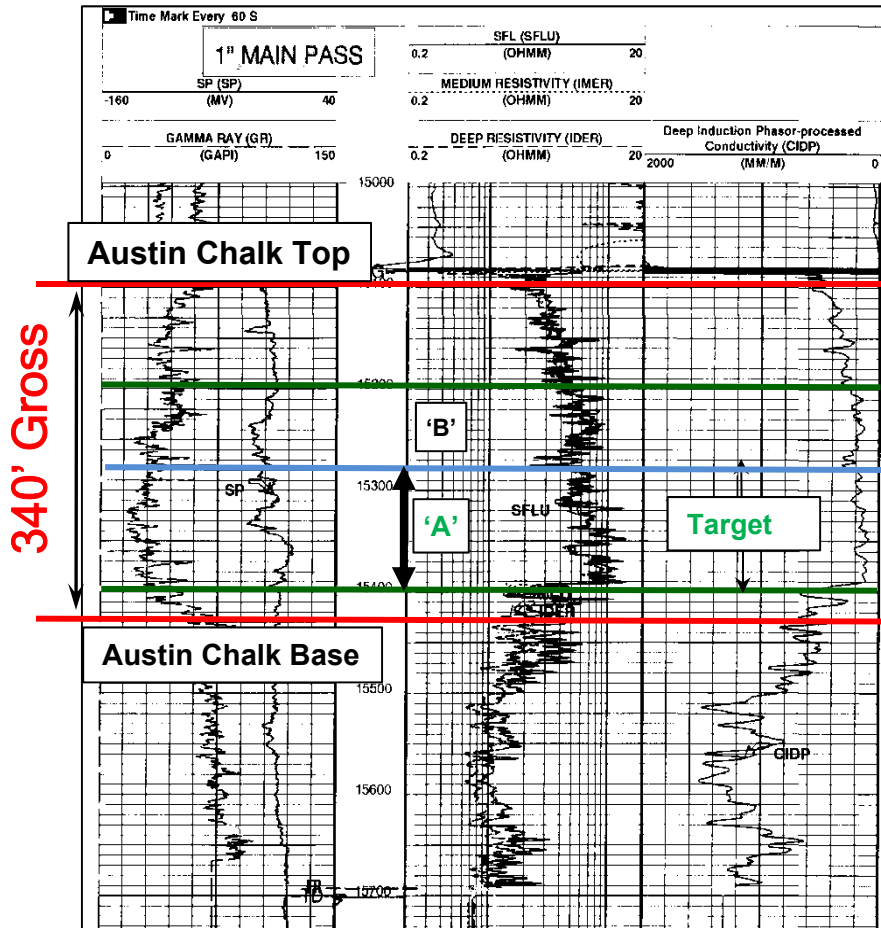 Time Mark Every 60 S
1" MAIN PASS
SFL (SFLU)
0.2 (OHMM) 20
SP (SP)
-160 (MV) 40
MEDIUM RESISTIVITY (IMER)
0.2 (OHMM) 20
GAMMA RAY (GR)
0 (GAPI) 150
DEEP RESISTIVITY (IDER)
0.2 (OHMM) 20
Deep Induction Phasor-processed
Conductivity (CIDP)
2000 (MM/M) 0
15000
Austin Chalk Top
340' Gross
15200
'B'
SP
15300
SFLU
'A'
Target
15400
IDER
Austin Chalk Base
15500
CIDP
15600
15700